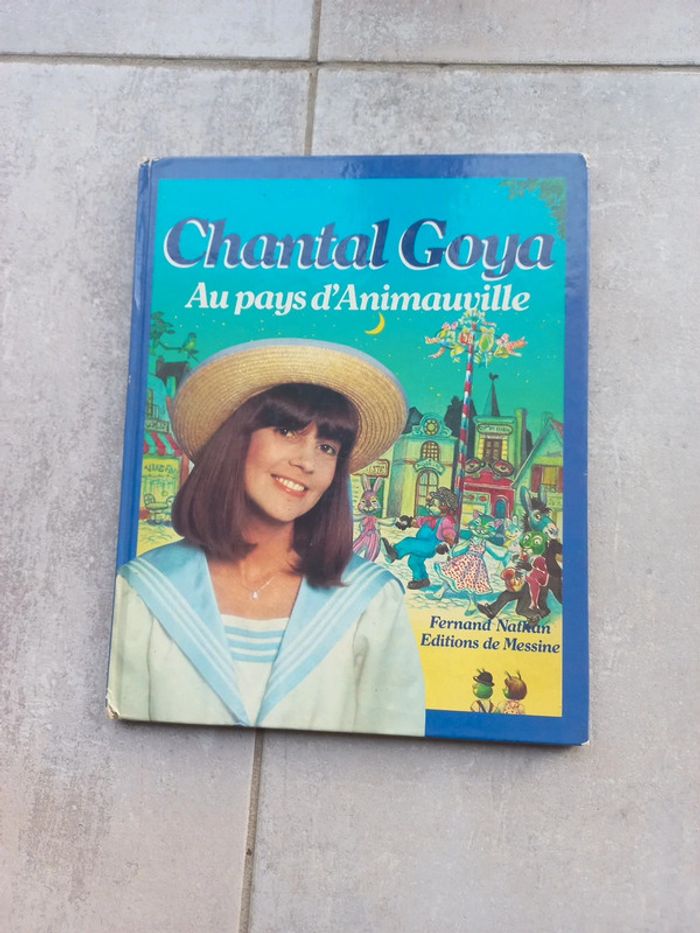 Chantal Goya
Au pays d'Animauville
Fernand Nathan
Editions de Messine